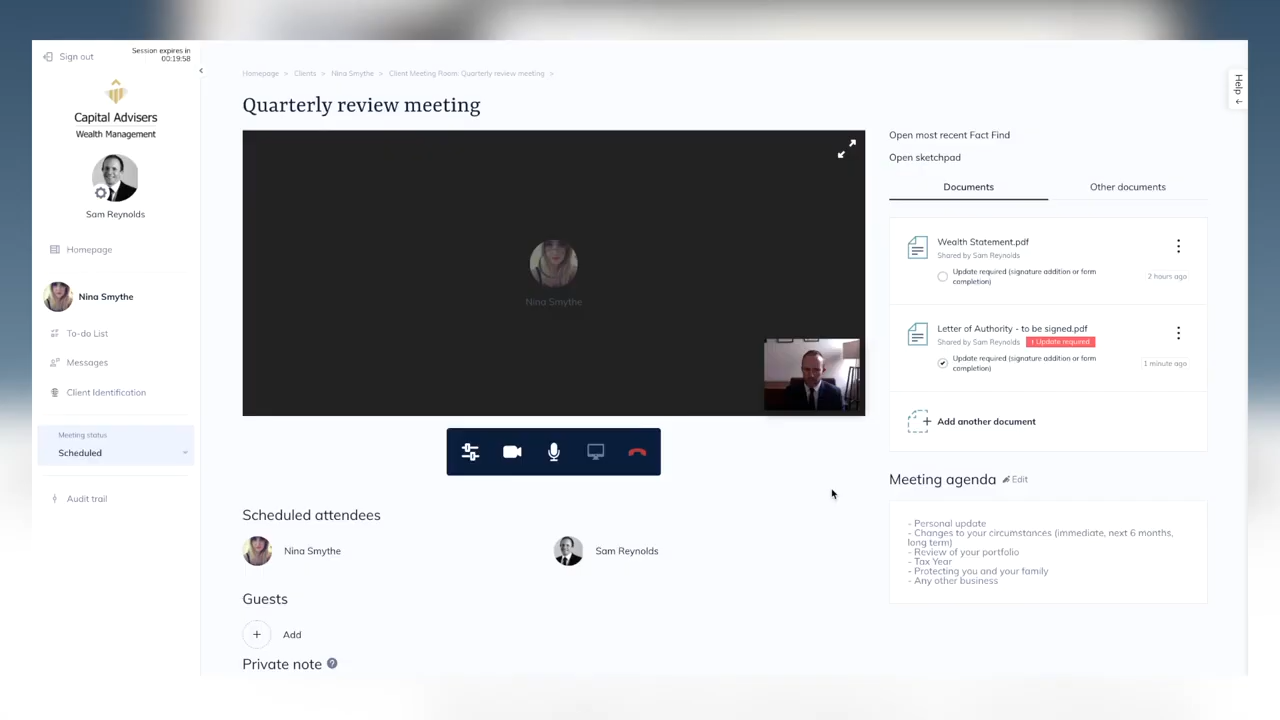 Sign out
Session expires in
00:19:58
Capital Advisers
Wealth Management
Sam Reynolds
Homepage
Nina Smythe
To-do List
Messages
Client Identification
Meeting status
Scheduled
Audit trail
Homepage > Clients > Nina Smythe > Client Meeting Room: Quarterly review meeting >
Quarterly review meeting
Nina Smythe
Scheduled attendees
Nina Smythe
Sam Reynolds
Guests
+ Add
Private note ?
Help
Open most recent Fact Find
Open sketchpad
Documents
Other documents
Wealth Statement.pdf
Shared by Sam Reynolds
Update required (signature addition or form
completion)
2 hours ago
Letter of Authority - to be signed.pdf
Shared by Sam Reynolds ! Update required
Update required (signature addition or form
completion)
1 minute ago
+ Add another document
Meeting agenda Edit
- Personal update
- Changes to your circumstances (immediate, next 6 months,
long term)
- Review of your portfolio
- Tax Year
- Protecting you and your family
- Any other business